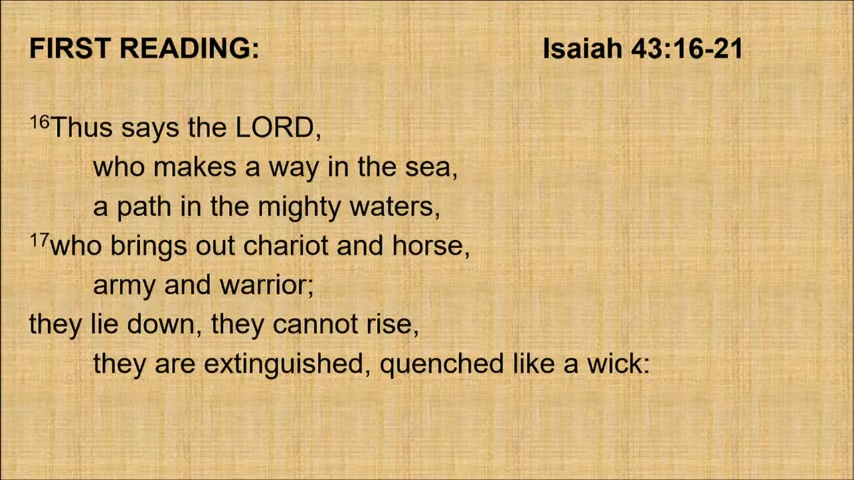 FIRST READING: Isaiah 43:16-21
16Thus says the LORD,
who makes a way in the sea,
a path in the mighty waters,
17who brings out chariot and horse,
army and warrior;
they lie down, they cannot rise,
they are extinguished, quenched like a wick: